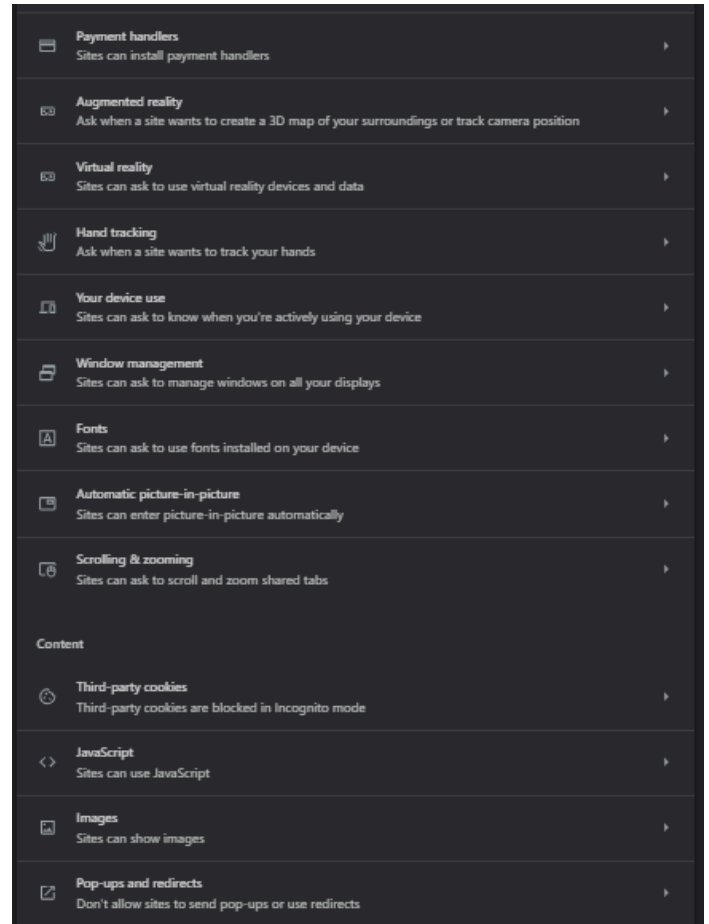 Payment handlers
Sites can install payment handlers
Augmented reality
Ask when a site wants to create a 3D map of your surroundings or track camera position
Virtual reality
Sites can ask to use virtual reality devices and data
Hand tracking
Ask when a site wants to track your hands
Your device use
Sites can ask to know when you're actively using your device
Window management
Sites can ask to manage windows on all your displays
Fonts
Sites can ask to use fonts installed on your device
Automatic picture-in-picture
Sites can enter picture-in-picture automatically
Scrolling & zooming
Sites can ask to scroll and zoom shared tabs
Content
Third-party cookies
Third-party cookies are blocked in Incognito mode
JavaScript
Sites can use JavaScript
Images
Sites can show images
Pop-ups and redirects
Don't allow sites to send pop-ups or use redirects